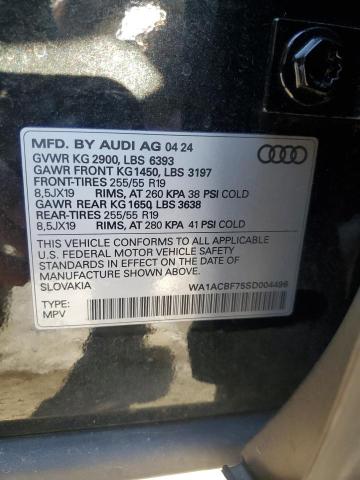 MFD. BY AUDI AG 04 24
GVWR KG 2900, LBS 6393
GAWR FRONT KG1450, LBS 3197
FRONT-TIRES 255/55 R19
8,5JX19 RIMS, AT 260 KPA 38 PSI COLD
GAWR REAR KG 1650, LBS 3638
REAR-TIRES 255/55 R19
8,5JX19 RIMS, AT 280 KPA 41 PSI COLD
THIS VEHICLE CONFORMS TO ALL APPLICABLE
U.S. FEDERAL MOTOR VEHICLE SAFETY
STANDARDS IN EFFECT ON THE DATE OF
MANUFACTURE SHOWN ABOVE.
SLOVAKIA WA1ACBF75SD004496
TYPE:
MPV